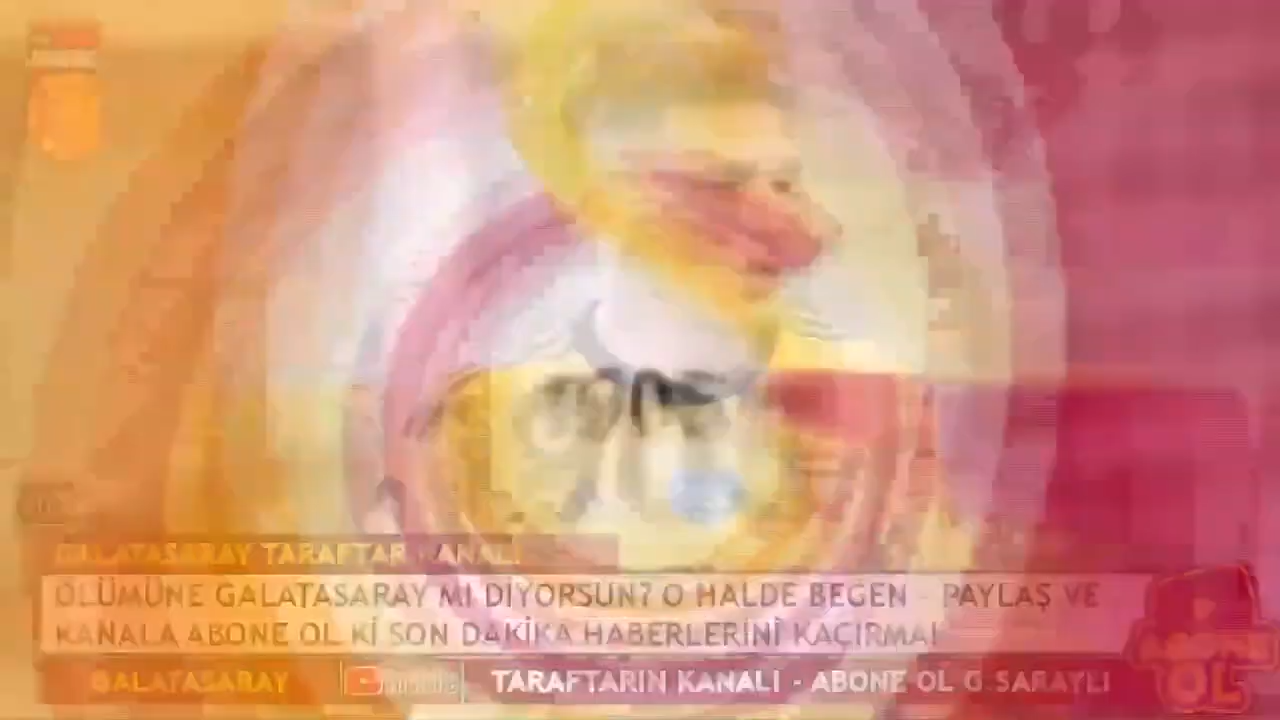 GALATASARAY TARAFTAR KANALI
ÖLÜMÜNE GALATASARAY MI DİYORSUN? O HALDE BEĞEN - PAYLAŞ VE
KANALA ABONE OL Kİ SON DAKİKA HABERLERİNİ KAÇIRMA!
GALATASARAY
TARAFTARIN KANALI - ABONE OL G.SARAYLI
OL